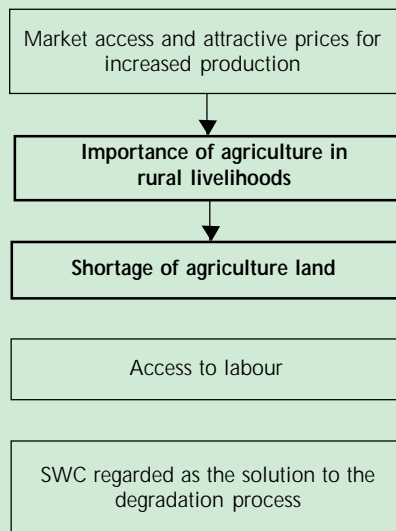 Market access and attractive prices for
increased production
Importance of agriculture in
rural livelihoods
Shortage of agriculture land
Access to labour
SWC regarded as the solution to the
degradation process